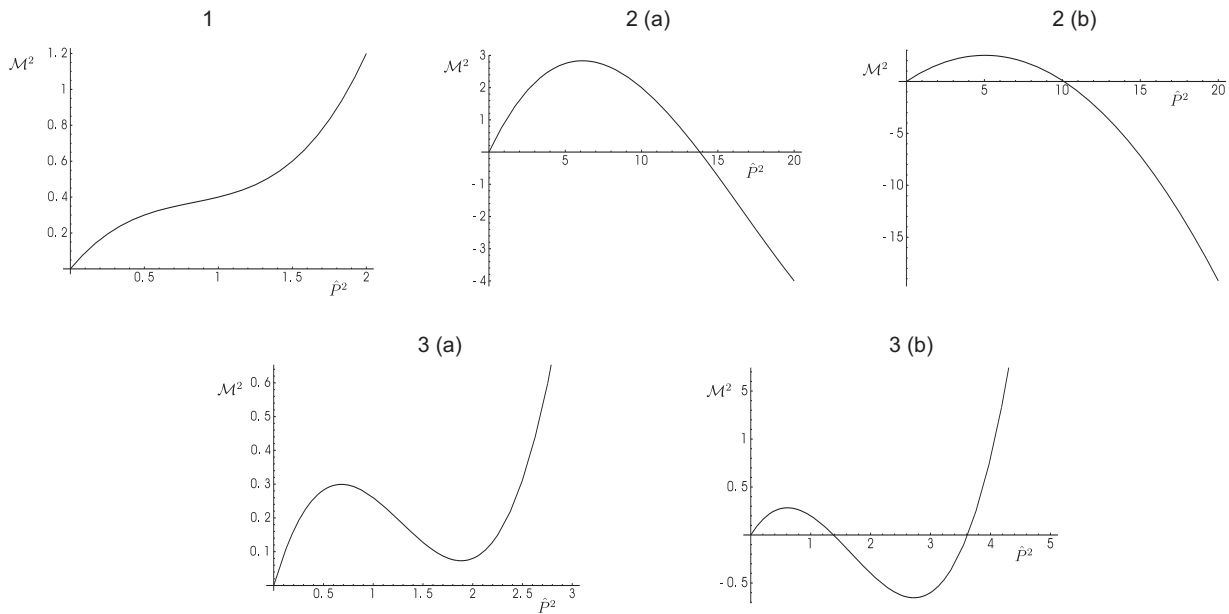 1
2 (a)
2 (b)
M²
1. 2
1
0. 8
0. 6
0. 4
0. 2
0. 5 1 1. 5 2
P̂²
M²
3
2
1
-1
-2
-3
-4
5 10 15 20
P̂²
M²
5 10 15 20
P̂²
-5
-10
-15
3 (a)
3 (b)
M²
0. 6
0. 5
0. 4
0. 3
0. 2
0. 1
0. 5 1 1. 5 2 2. 5 3
P̂²
M²
5
1
0. 5
-0. 5
1 2 3 4 5
P̂²